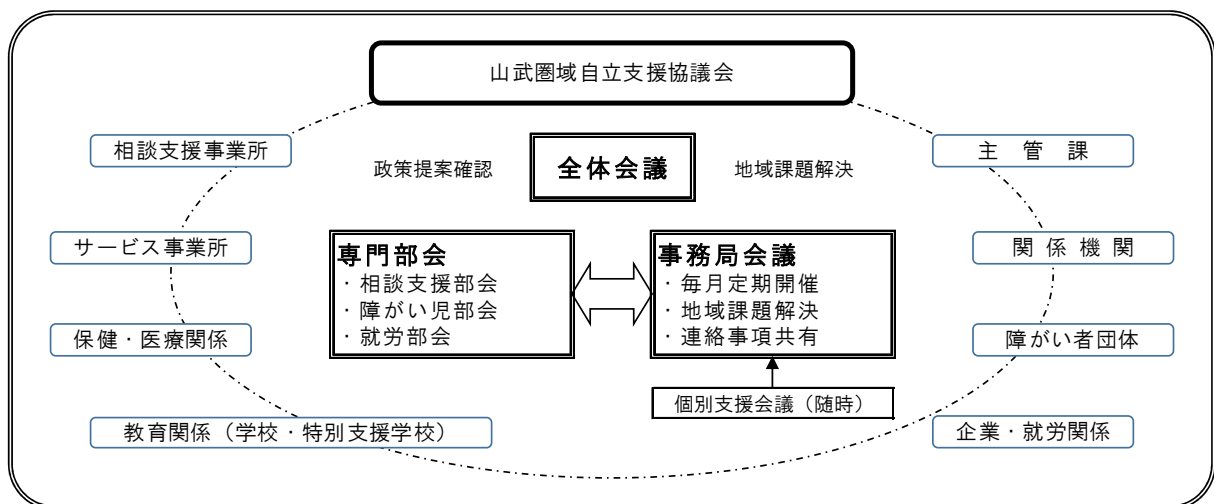 山武圏域自立支援協議会
相談支援事業所
政策提案確認
全体会議
地域課題解決
主管課
サービス事業所
専門部会
・相談支援部会
・障がい児部会
・就労部会
事務局会議
・毎月定期開催
・地域課題解決
・連絡事項共有
関係機関
保健・医療関係
障がい者団体
個別支援会議（随時）
教育関係（学校・特別支援学校）
企業・就労関係